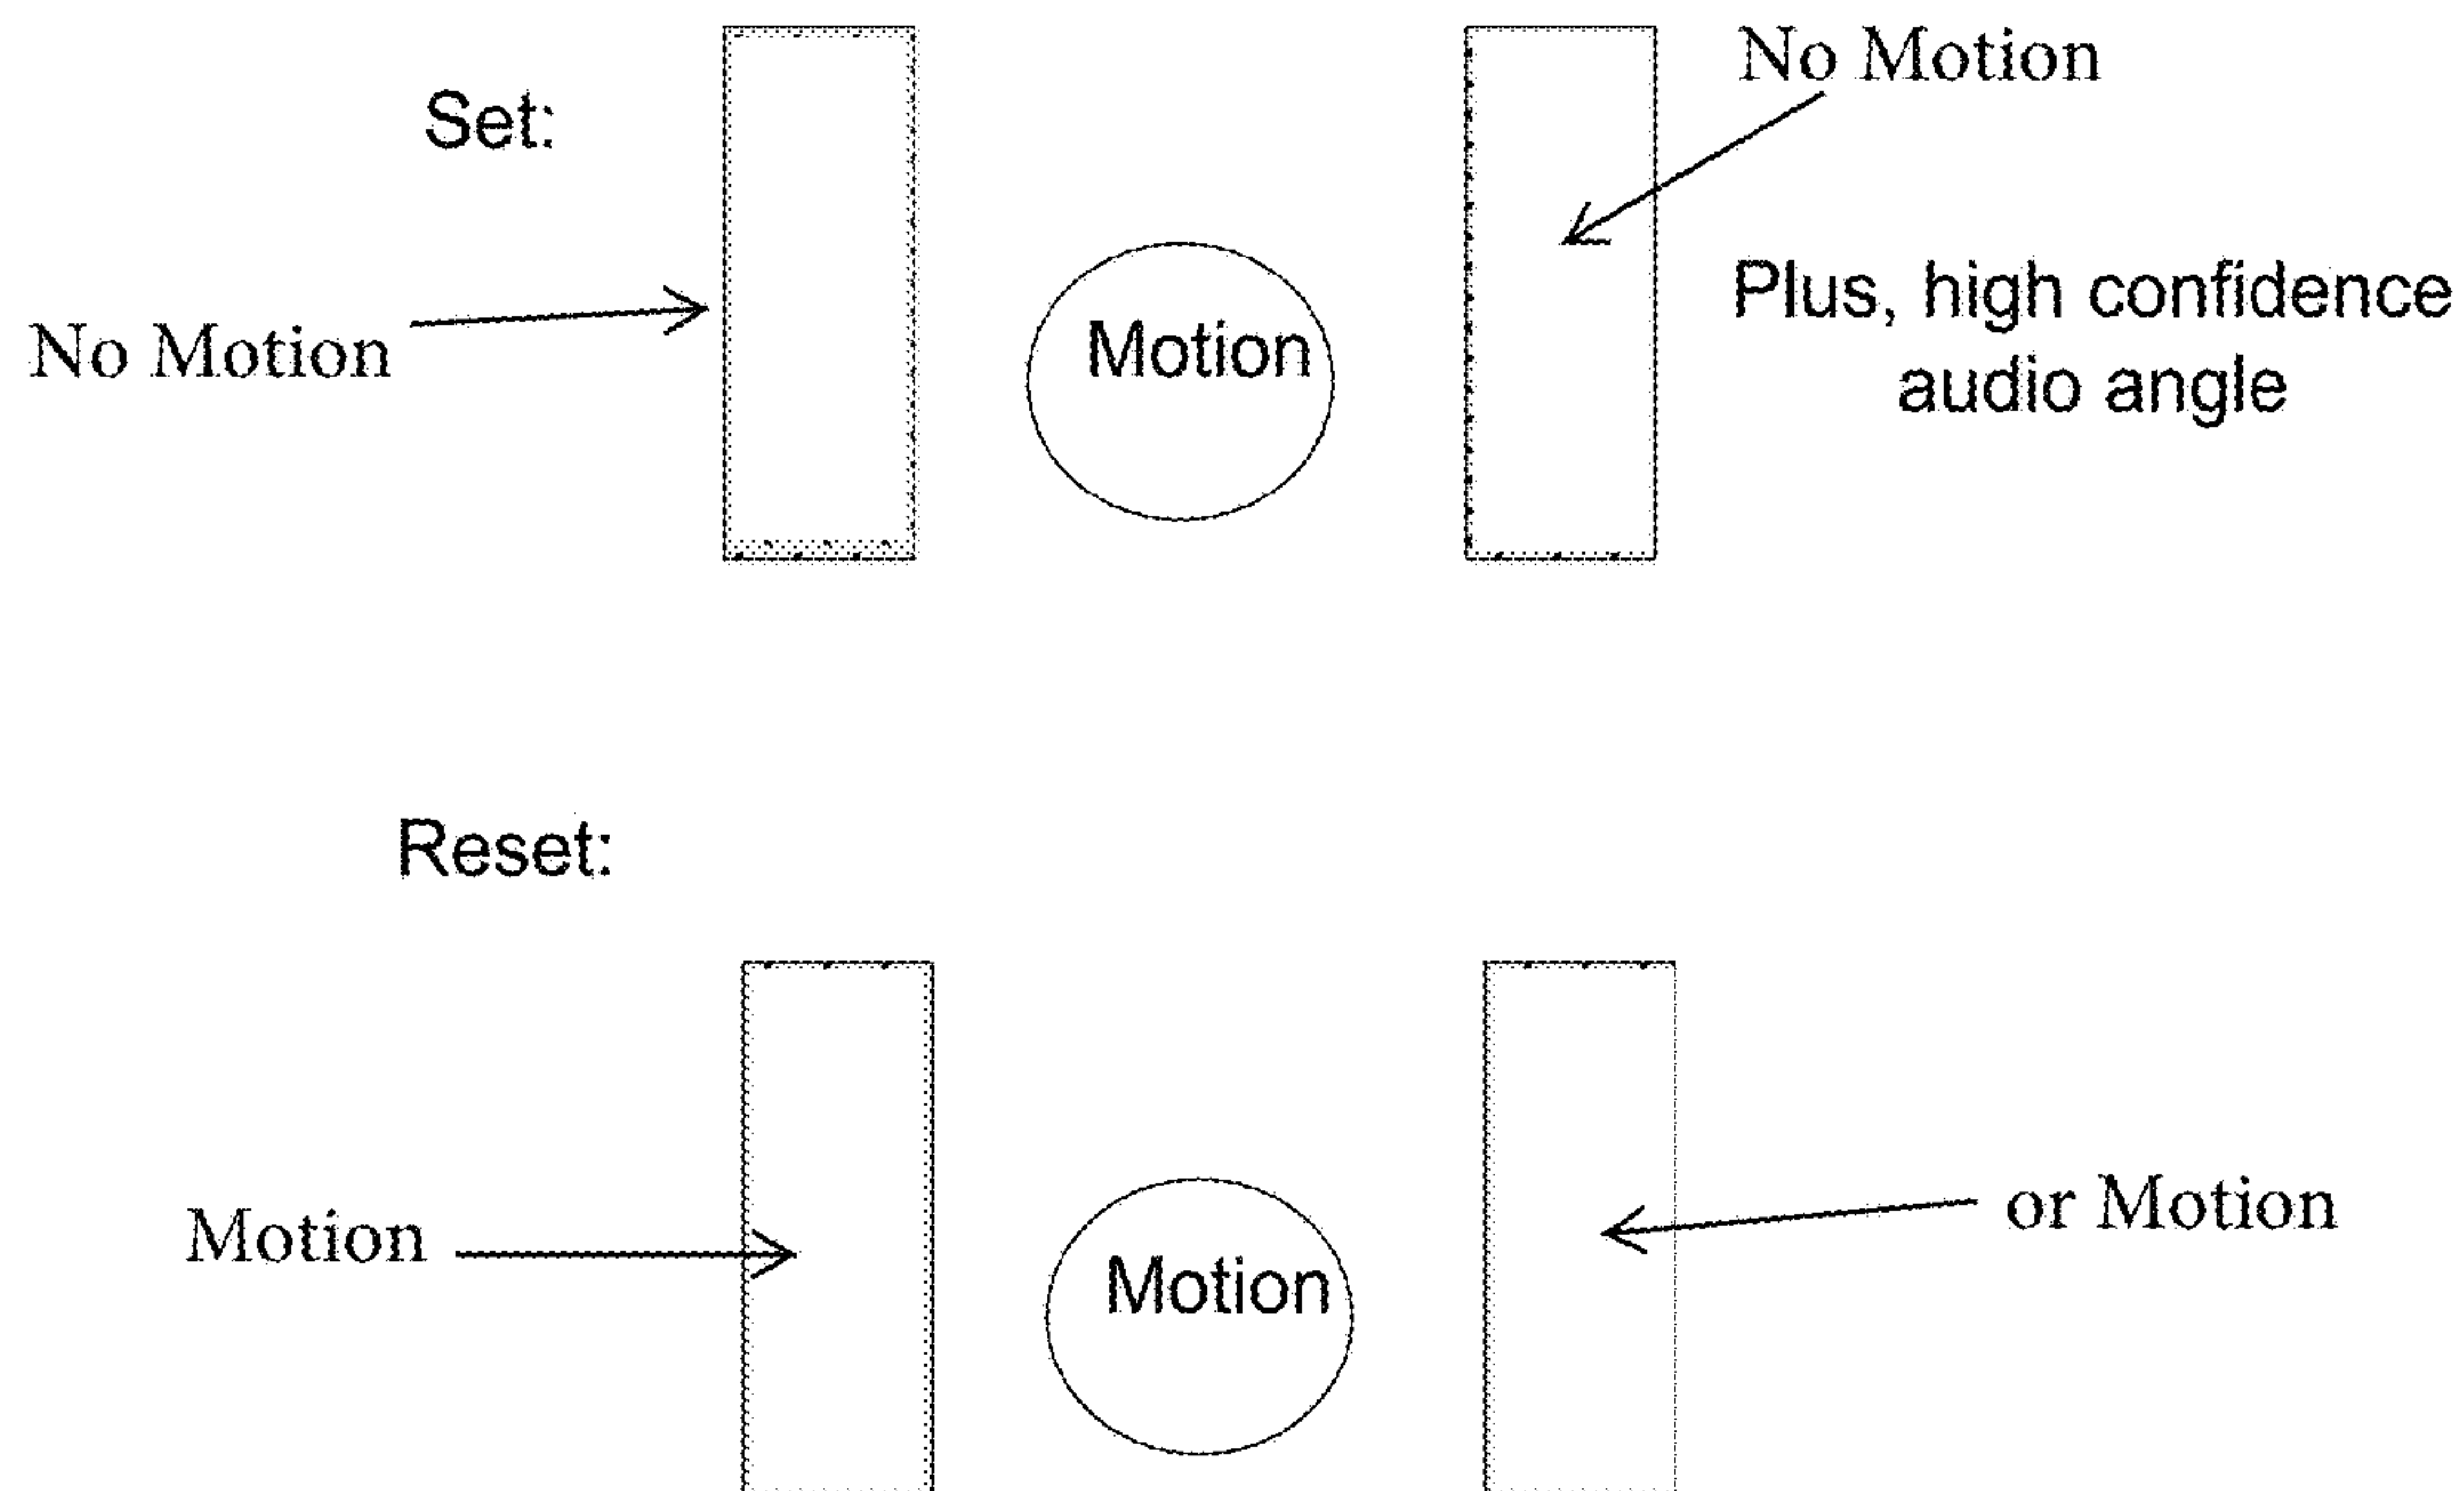 No Motion
Set:
Plus, high confidence
audio angle
No Motion
Motion
Reset:
Motion
or Motion
Motion